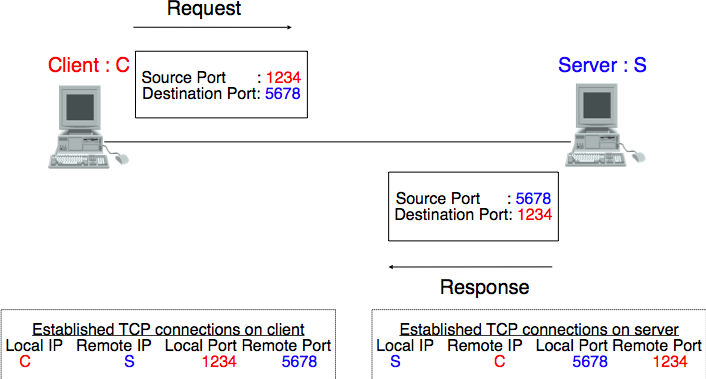 Request
Client : C
Server : S
Source Port : 1234
Destination Port: 5678
Source Port : 5678
Destination Port: 1234
Response
Established TCP connections on client
Local IP Remote IP Local Port Remote Port
C S 1234 5678
Established TCP connections on server
Local IP Remote IP Local Port Remote Port
S C 5678 1234